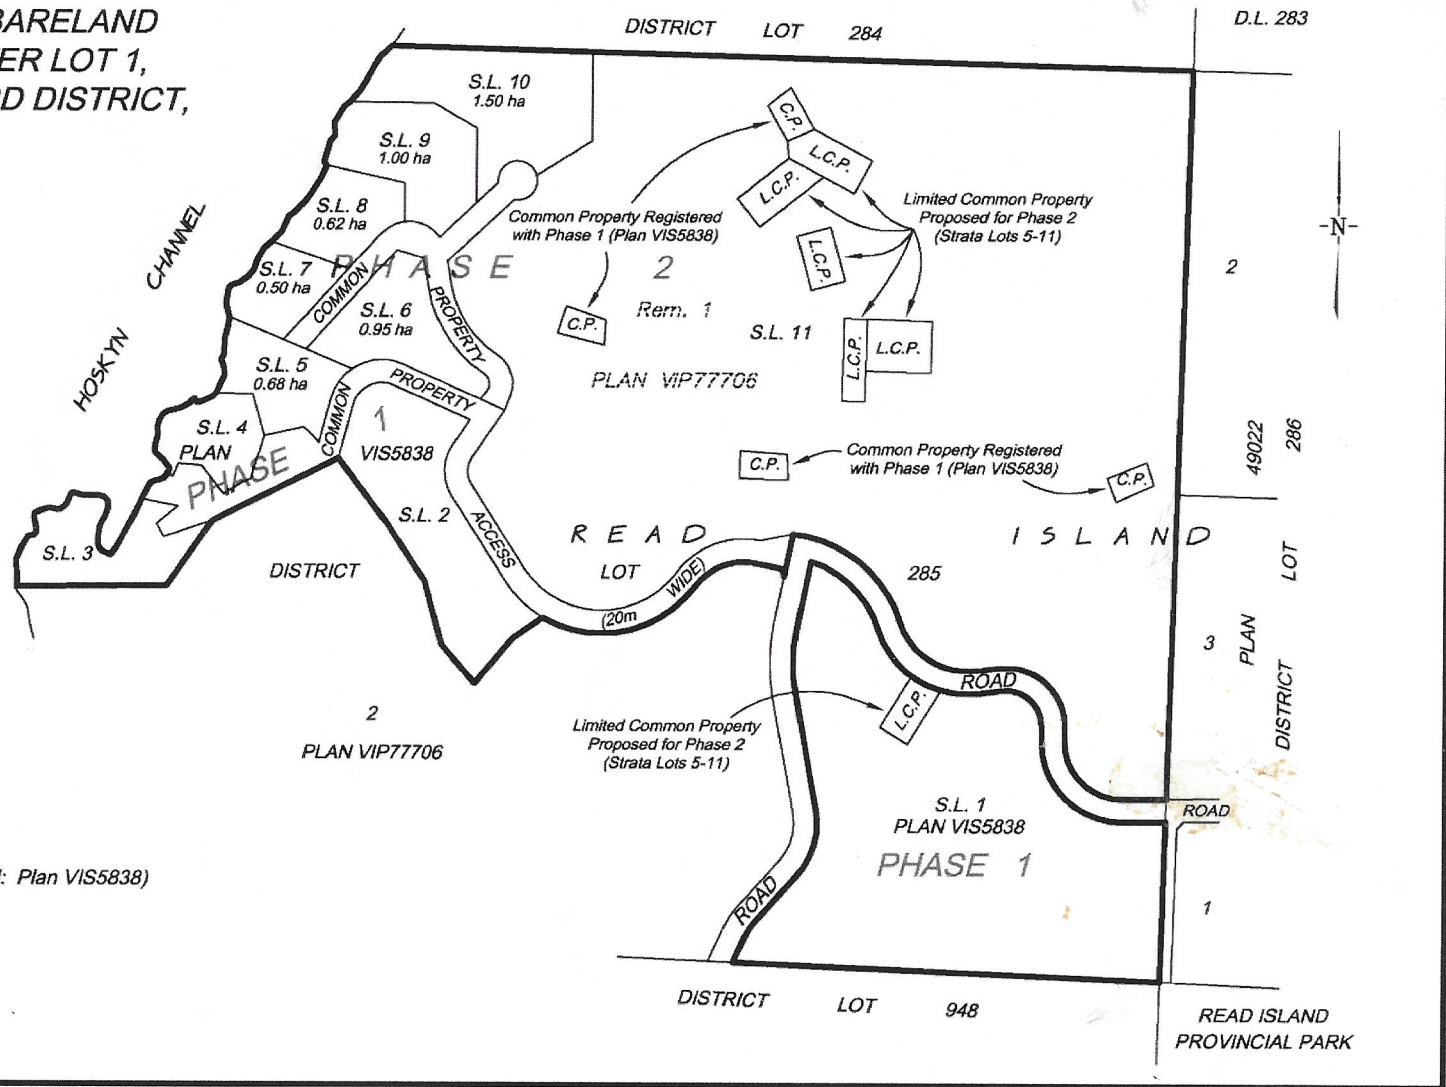 BARELAND
ER LOT 1,
D DISTRICT,
DISTRICT LOT 284
D.L. 283
S.L. 10
1.50 ha
S.L. 9
1.00 ha
S.L. 8
0.62 ha
S.L. 7
0.50 ha
S.L. 6
0.95 ha
S.L. 5
0.68 ha
S.L. 4
PLAN
PHASE 1
VIS5838
S.L. 3
S.L. 2
HOSKYN CHANNEL
PHASE 2
Rem. 1
S.L. 11
PLAN VIP77706
COMMON PROPERTY
COMMON PROPERTY
ACCESS
(20m WIDE)
C.P.
L.C.P.
L.C.P.
L.C.P.
L.C.P.
L.C.P.
Common Property Registered
with Phase 1 (Plan VIS5838)
C.P.
Limited Common Property
Proposed for Phase 2
(Strata Lots 5-11)
-N-
2
C.P.
Common Property Registered
with Phase 1 (Plan VIS5838)
C.P.
READ ISLAND
DISTRICT LOT 285
PLAN 49022
DISTRICT LOT 286
3
2
PLAN VIP77706
Limited Common Property
Proposed for Phase 2
(Strata Lots 5-11)
L.C.P.
ROAD
ROAD
ROAD
S.L. 1
PLAN VIS5838
PHASE 1
: Plan VIS5838)
1
DISTRICT LOT 948
READ ISLAND
PROVINCIAL PARK